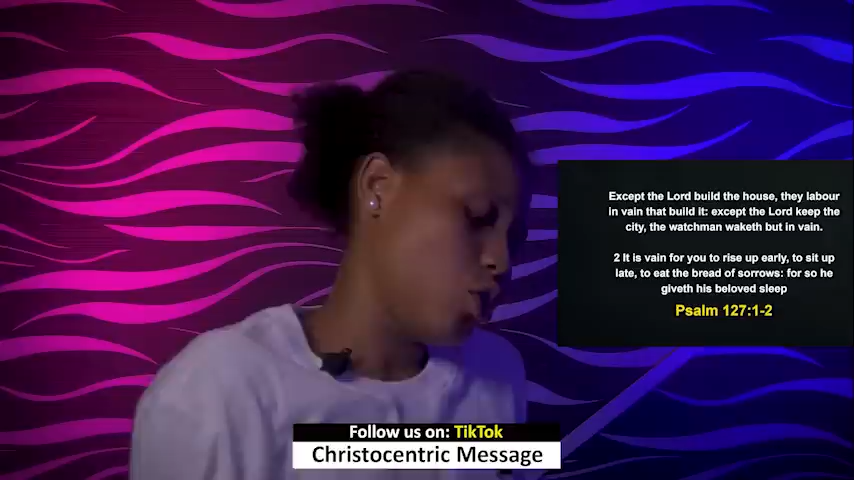 Except the Lord build the house, they labour
in vain that build it: except the Lord keep the
city, the watchman waketh but in vain.
2 It is vain for you to rise up early, to sit up
late, to eat the bread of sorrows: for so he
giveth his beloved sleep
Psalm 127:1-2
Follow us on: TikTok
Christocentric Message